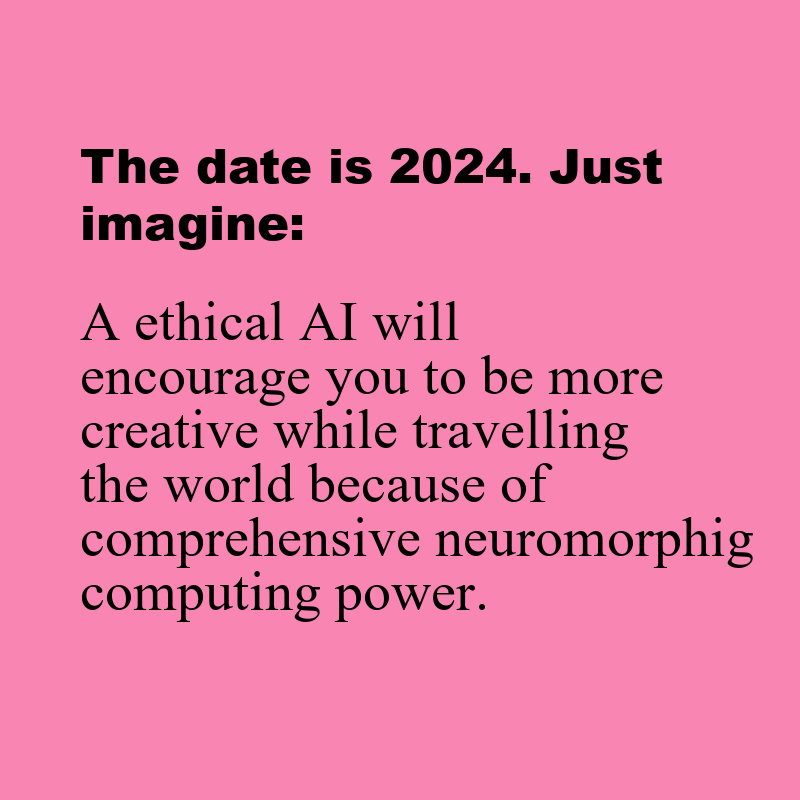 The date is 2024. Just
imagine:
A ethical AI will
encourage you to be more
creative while travelling
the world because of
comprehensive neuromorphig
computing power.